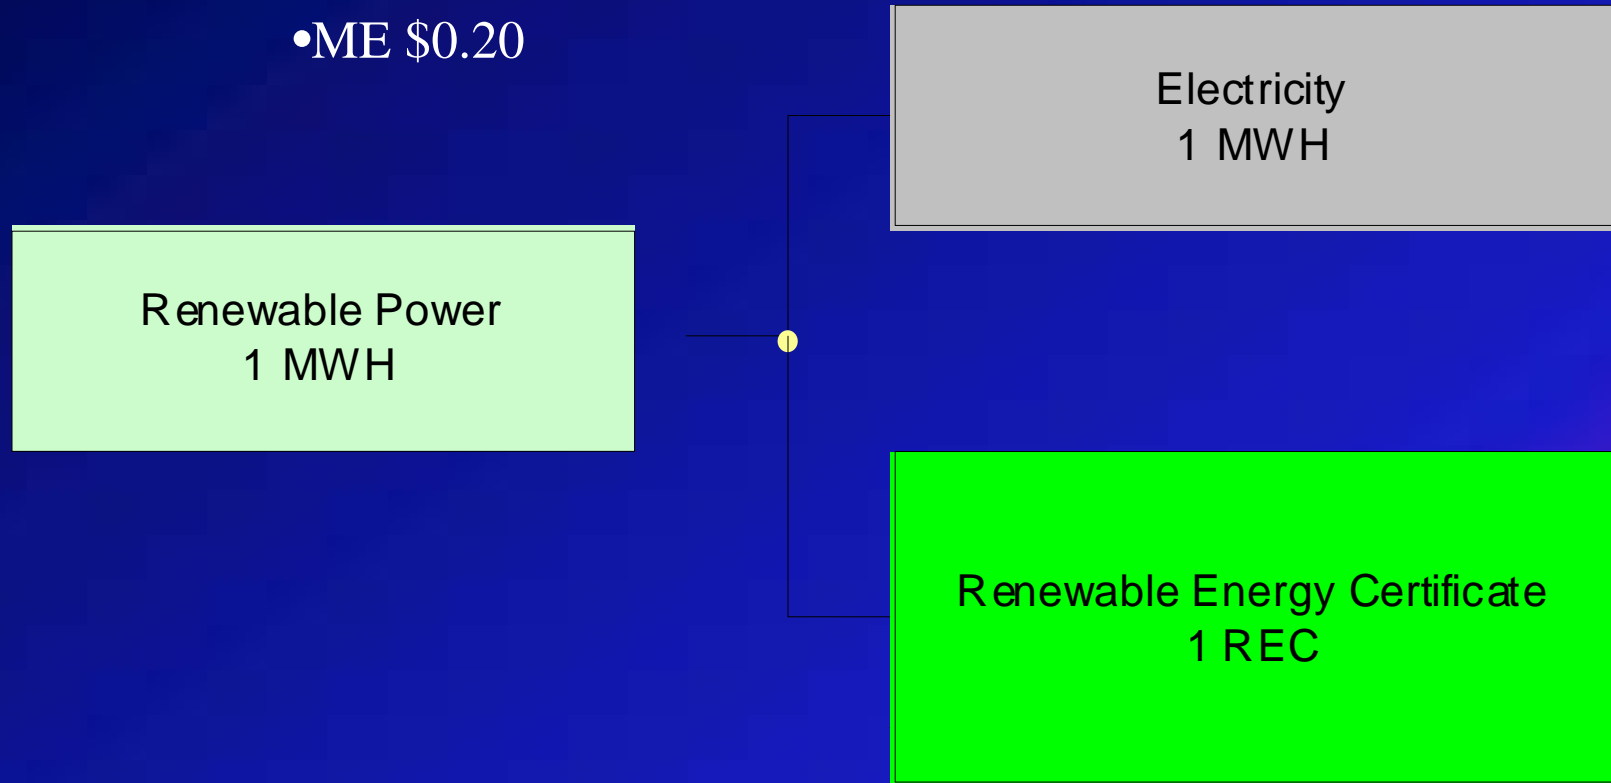 •ME $0.20
Electricity
1 MWH
Renewable Power
1 MWH
Renewable Energy Certificate
1 REC